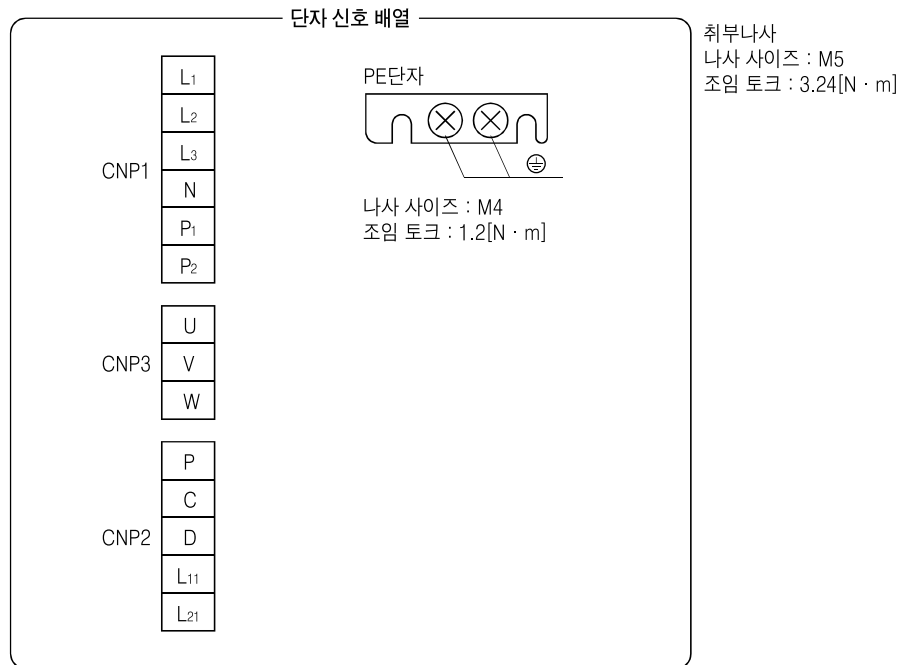 단자 신호 배열
취부나사
나사 사이즈 : M5
조임 토크 : 3.24[N · m]
CNP1
L1
L2
L3
N
P1
P2
PE단자
나사 사이즈 : M4
조임 토크 : 1.2[N · m]
CNP3
U
V
W
CNP2
P
C
D
L11
L21